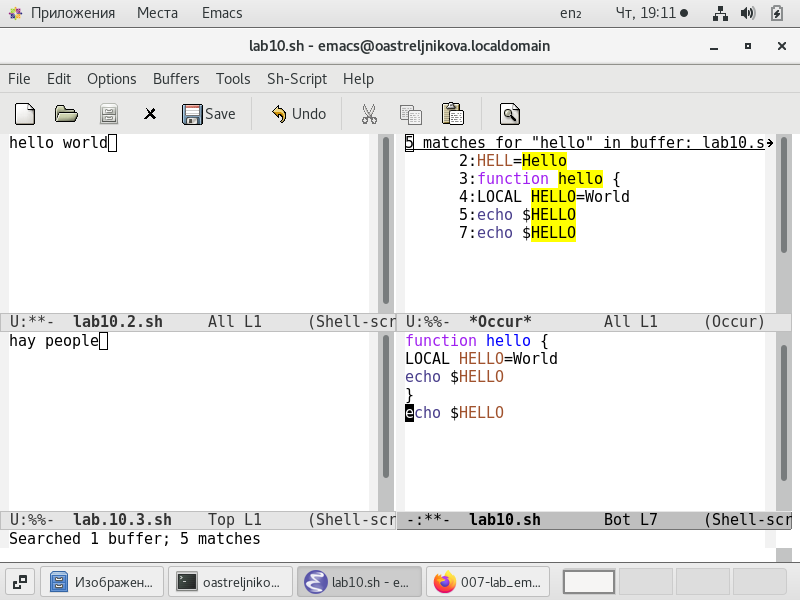 Приложения Места Emacs en₂ Чт, 19:11
lab10.sh - emacs@oastreljnikova.localdomain
File Edit Options Buffers Tools Sh-Script Help
Save Undo
hello world
U:**- lab10.2.sh All L1 (Shell-scr
5 matches for "hello" in buffer: lab10.s
2:HELL=Hello
3:function hello {
4:LOCAL HELLO=World
5:echo $HELLO
7:echo $HELLO
U:%%- *Occur* All L1 (Occur)
hay people
U:%%- lab.10.3.sh Top L1 (Shell-scr
function hello {
LOCAL HELLO=World
echo $HELLO
}
echo $HELLO
-:**- lab10.sh Bot L7 (Shell-scr
Searched 1 buffer; 5 matches
Изображен... oastreljniko... lab10.sh - e... 007-lab_em...